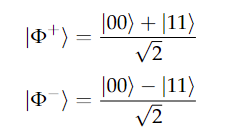 |Φ⁺⟩ = (|00⟩ + |11⟩)/√2
|Φ⁻⟩ = (|00⟩ − |11⟩)/√2